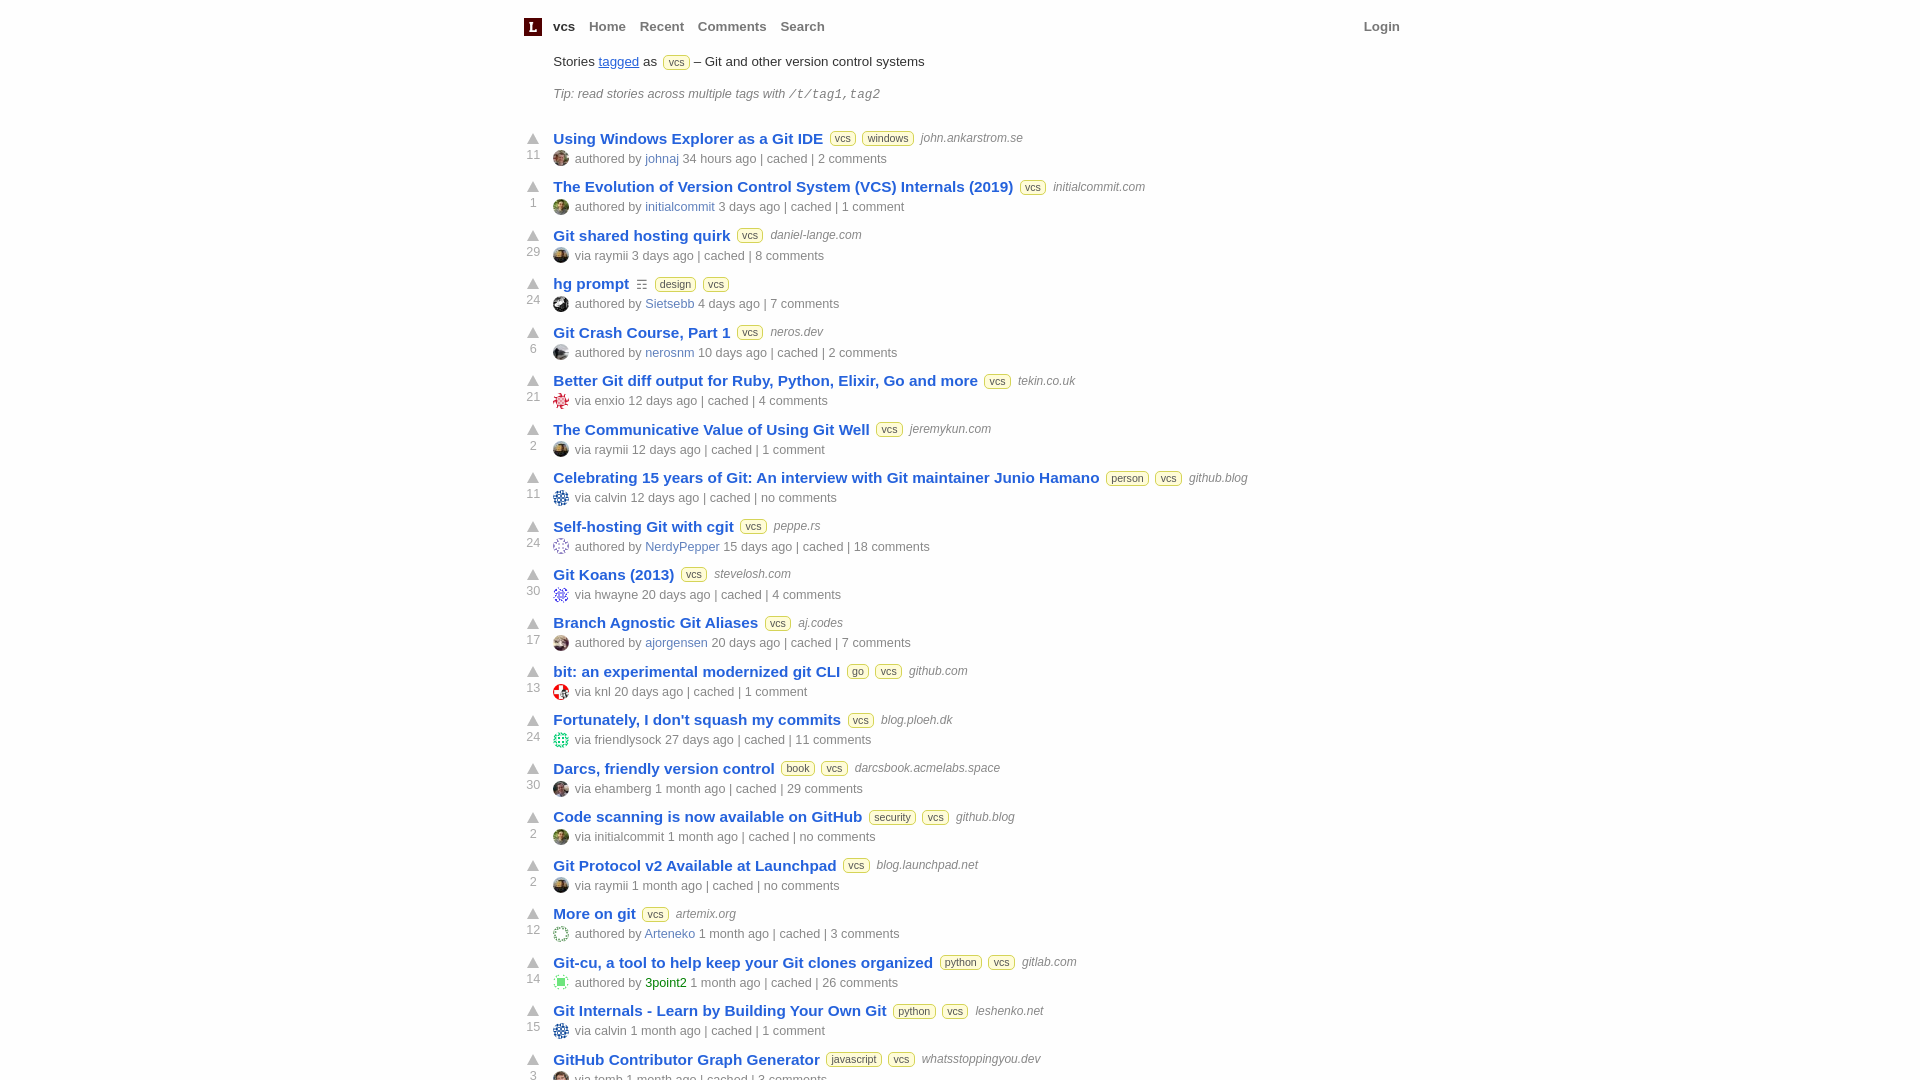 L vcs Home Recent Comments Search Login
Stories tagged as vcs – Git and other version control systems
Tip: read stories across multiple tags with /t/tag1,tag2
Using Windows Explorer as a Git IDE vcs windows john.ankarstrom.se
11 authored by johnaj 34 hours ago | cached | 2 comments
The Evolution of Version Control System (VCS) Internals (2019) vcs initialcommit.com
1 authored by initialcommit 3 days ago | cached | 1 comment
Git shared hosting quirk vcs daniel-lange.com
29 via raymii 3 days ago | cached | 8 comments
hg prompt ☶ design vcs
24 authored by Sietsebb 4 days ago | 7 comments
Git Crash Course, Part 1 vcs neros.dev
6 authored by nerosnm 10 days ago | cached | 2 comments
Better Git diff output for Ruby, Python, Elixir, Go and more vcs tekin.co.uk
21 via enxio 12 days ago | cached | 4 comments
The Communicative Value of Using Git Well vcs jeremykun.com
2 via raymii 12 days ago | cached | 1 comment
Celebrating 15 years of Git: An interview with Git maintainer Junio Hamano person vcs github.blog
11 via calvin 12 days ago | cached | no comments
Self-hosting Git with cgit vcs peppe.rs
24 authored by NerdyPepper 15 days ago | cached | 18 comments
Git Koans (2013) vcs stevelosh.com
30 via hwayne 20 days ago | cached | 4 comments
Branch Agnostic Git Aliases vcs aj.codes
17 authored by ajorgensen 20 days ago | cached | 7 comments
bit: an experimental modernized git CLI go vcs github.com
13 via knl 20 days ago | cached | 1 comment
Fortunately, I don't squash my commits vcs blog.ploeh.dk
24 via friendlysock 27 days ago | cached | 11 comments
Darcs, friendly version control book vcs darcsbook.acmelabs.space
30 via ehamberg 1 month ago | cached | 29 comments
Code scanning is now available on GitHub security vcs github.blog
2 via initialcommit 1 month ago | cached | no comments
Git Protocol v2 Available at Launchpad vcs blog.launchpad.net
2 via raymii 1 month ago | cached | no comments
More on git vcs artemix.org
12 authored by Arteneko 1 month ago | cached | 3 comments
Git-cu, a tool to help keep your Git clones organized python vcs gitlab.com
14 authored by 3point2 1 month ago | cached | 26 comments
Git Internals - Learn by Building Your Own Git python vcs leshenko.net
15 via calvin 1 month ago | cached | 1 comment
GitHub Contributor Graph Generator javascript vcs whatsstoppingyou.dev
3 via tomb 1 month ago | cached | 3 comments